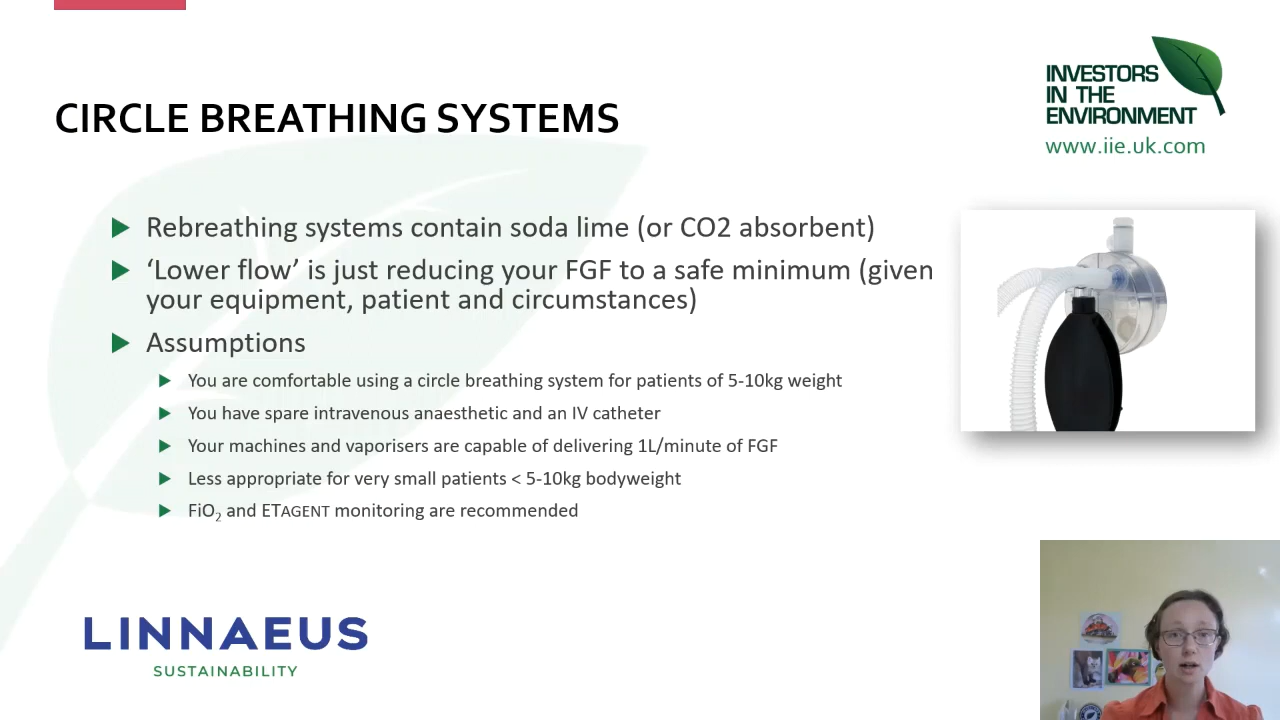 INVESTORS
IN THE
ENVIRONMENT
www.iie.uk.com
CIRCLE BREATHING SYSTEMS
Rebreathing systems contain soda lime (or CO2 absorbent)
‘Lower flow’ is just reducing your FGF to a safe minimum (given
your equipment, patient and circumstances)
Assumptions
You are comfortable using a circle breathing system for patients of 5-10kg weight
You have spare intravenous anaesthetic and an IV catheter
Your machines and vaporisers are capable of delivering 1L/minute of FGF
Less appropriate for very small patients < 5-10kg bodyweight
FiO2 and ETAGENT monitoring are recommended
LINNAEUS
SUSTAINABILITY